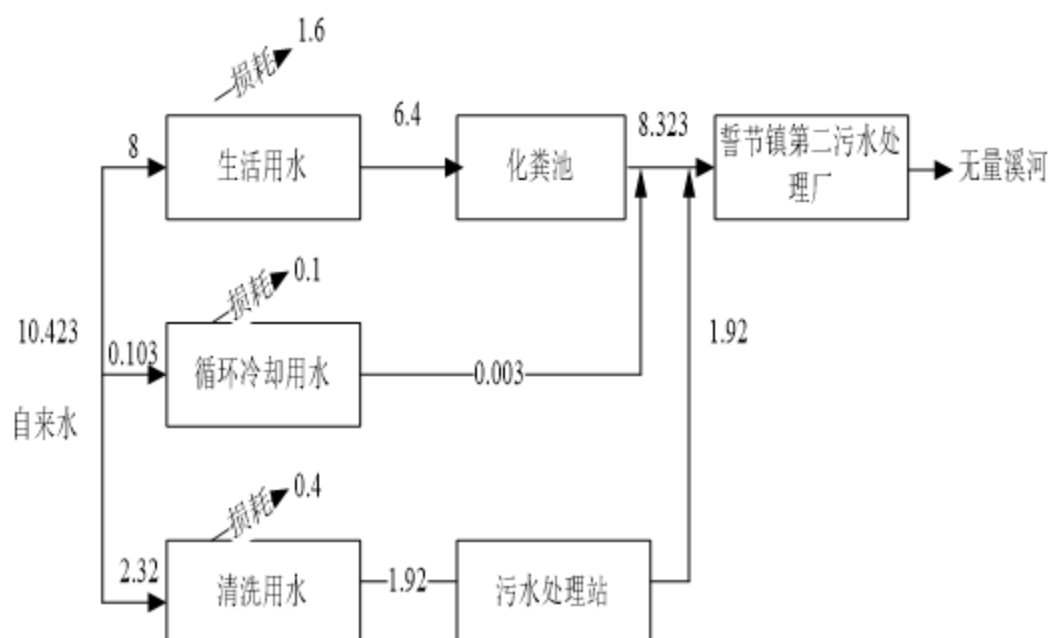 损耗 1.6
8
生活用水
6.4
化粪池
8.323
誓节镇第二污水处
理厂
无量溪河
损耗 0.1
10.423
0.103
循环冷却用水
0.003
1.92
自来水
损耗 0.4
2.32
清洗用水
1.92
污水处理站